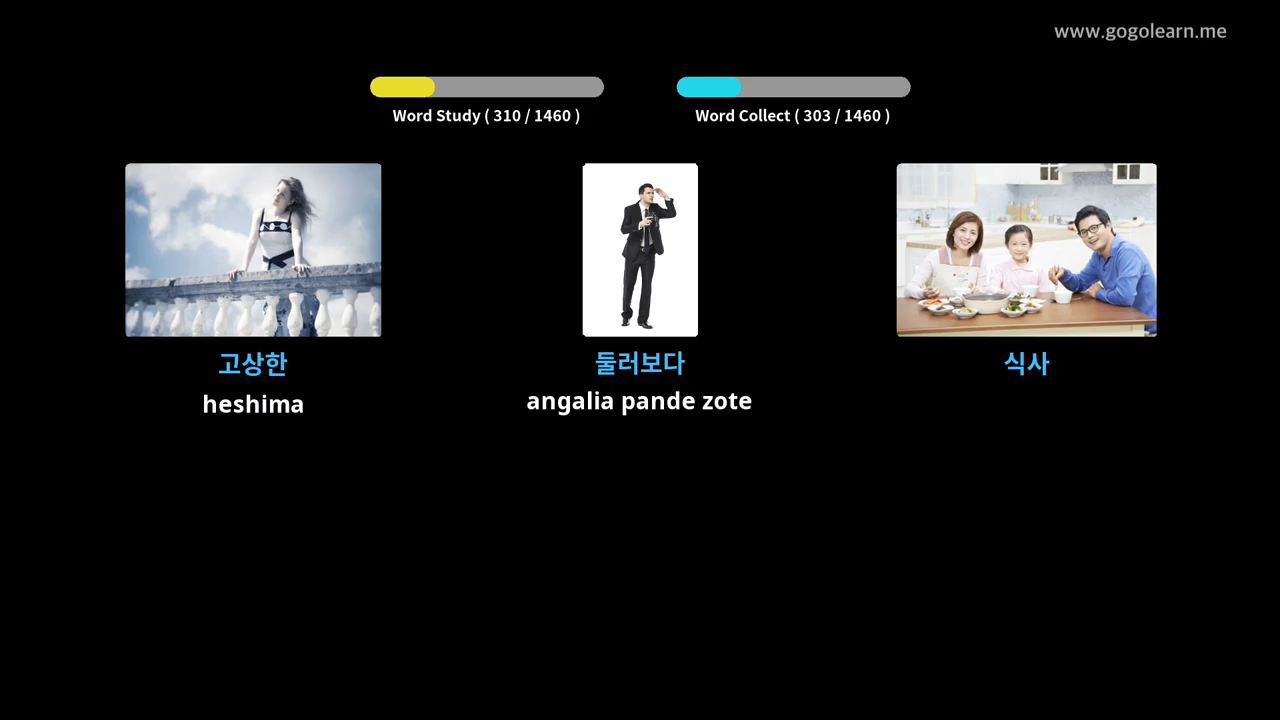 www.gogolearn.me
Word Study ( 310 / 1460 )
Word Collect ( 303 / 1460 )
고상한
둘러보다
식사
heshima
angalia pande zote